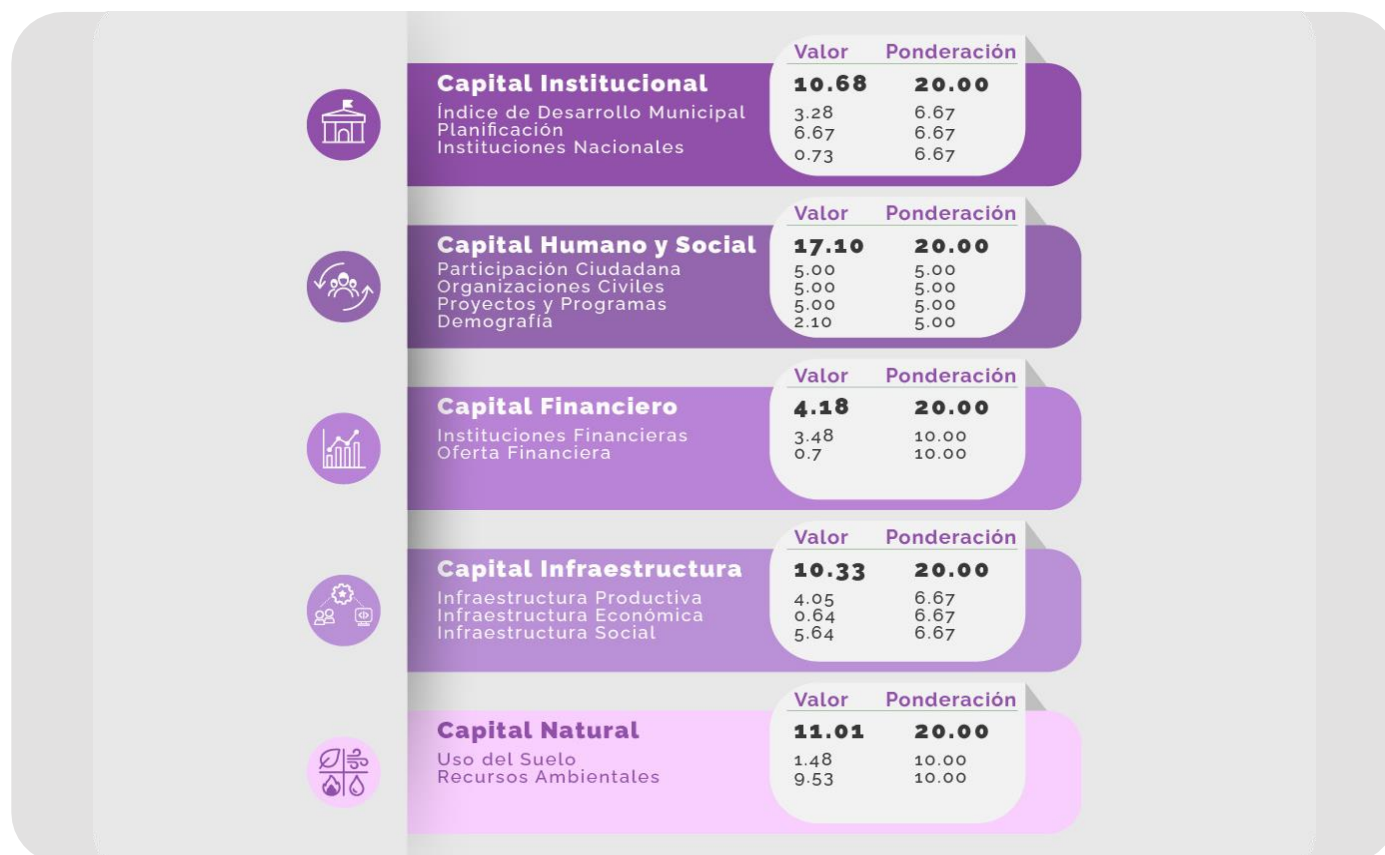 Valor Ponderación
Capital Institucional 10.68 20.00
Índice de Desarrollo Municipal 3.28 6.67
Planificación 6.67 6.67
Instituciones Nacionales 0.73 6.67
Valor Ponderación
Capital Humano y Social 17.10 20.00
Participación Ciudadana 5.00 5.00
Organizaciones Civiles 5.00 5.00
Proyectos y Programas 5.00 5.00
Demografía 2.10 5.00
Valor Ponderación
Capital Financiero 4.18 20.00
Instituciones Financieras 3.48 10.00
Oferta Financiera 0.7 10.00
Valor Ponderación
Capital Infraestructura 10.33 20.00
Infraestructura Productiva 4.05 6.67
Infraestructura Económica 0.64 6.67
Infraestructura Social 5.64 6.67
Valor Ponderación
Capital Natural 11.01 20.00
Uso del Suelo 1.48 10.00
Recursos Ambientales 9.53 10.00